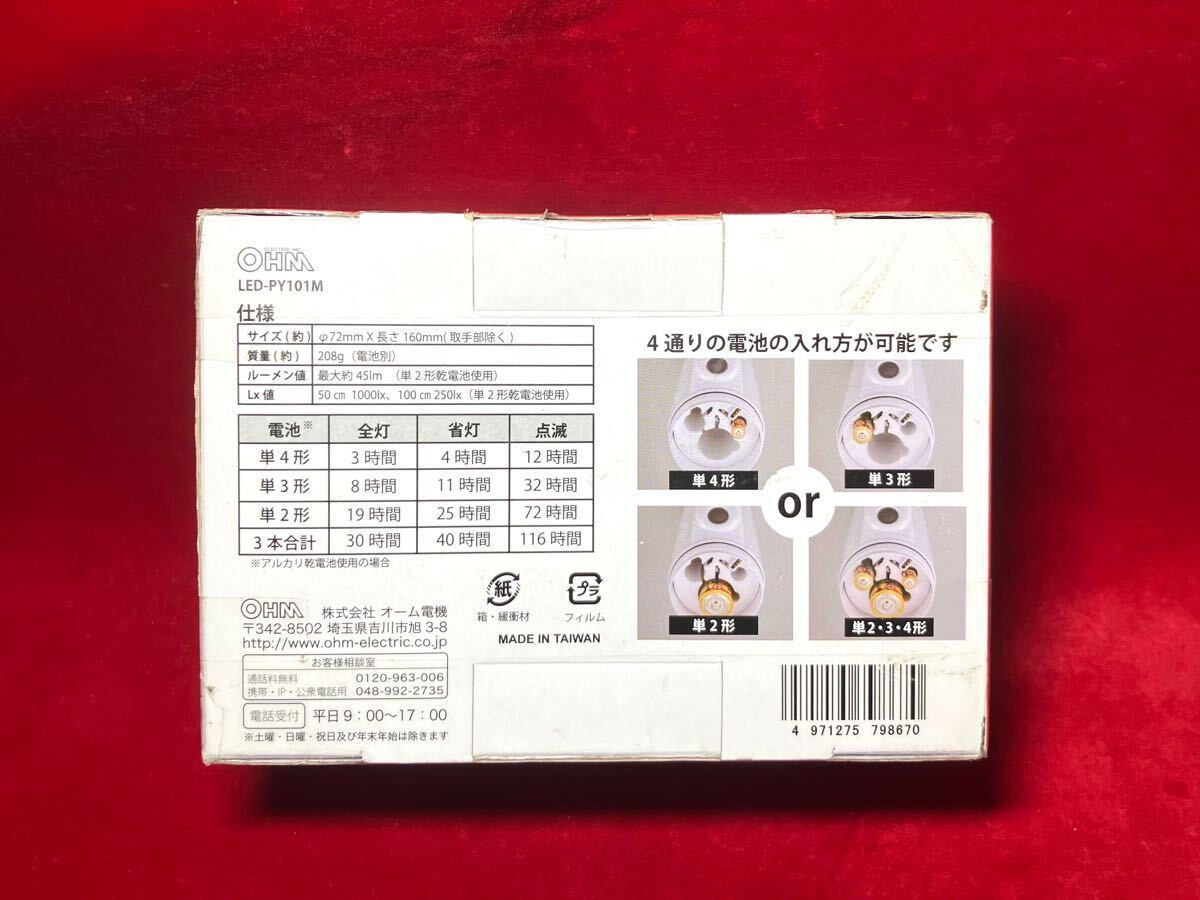 ELECTRIC INC.
OHM
LED-PY101M
仕様
サイズ(約) φ72mm X 長さ 160mm(取手部除く)
質量(約) 208g（電池別）
ルーメン値 最大約 45lm （単2形乾電池使用）
Lx 値 50㎝ 1000lx、100㎝ 250lx（単2形乾電池使用）
電池※ 全灯 省灯 点滅
単4形 3時間 4時間 12時間
単3形 8時間 11時間 32時間
単2形 19時間 25時間 72時間
3本合計 30時間 40時間 116時間
※アルカリ乾電池使用の場合
OHM 株式会社 オーム電機
〒342-8502 埼玉県吉川市旭 3-8
http://www.ohm-electric.co.jp
お客様相談室
通話料無料 0120-963-006
携帯・IP・公衆電話用 048-992-2735
電話受付 平日 9：00〜17：00
※土曜・日曜・祝日及び年末年始は除きます
紙 プラ
箱・緩衝材 フィルム
MADE IN TAIWAN
4通りの電池の入れ方が可能です
単4形 単3形
or
単2形 単2・3・4形
4 971275 798670